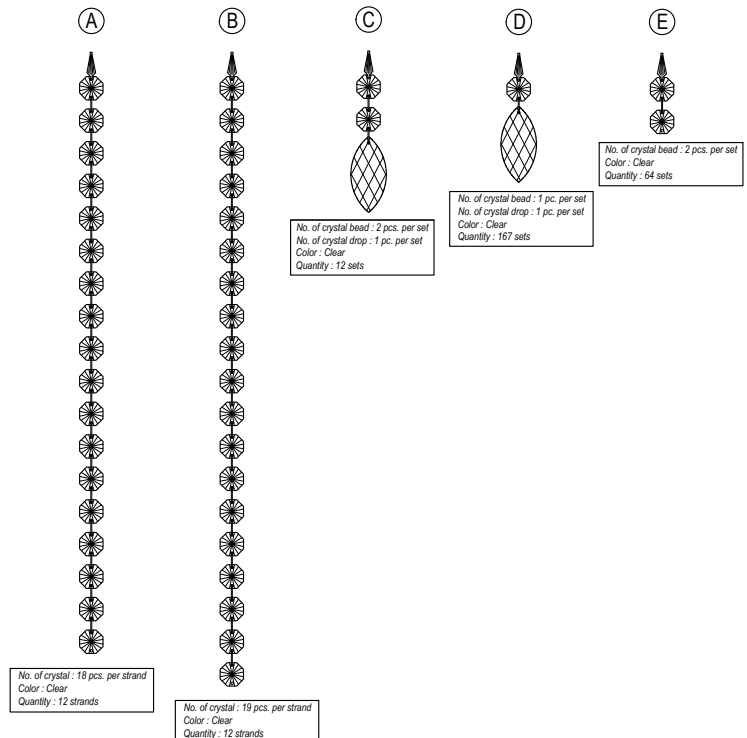 A
B
C
D
E
No. of crystal : 18 pcs. per strand
Color : Clear
Quantity : 12 strands
No. of crystal : 19 pcs. per strand
Color : Clear
Quantity : 12 strands
No. of crystal bead : 2 pcs. per set
No. of crystal drop : 1 pc. per set
Color : Clear
Quantity : 12 sets
No. of crystal bead : 1 pc. per set
No. of crystal drop : 1 pc. per set
Color : Clear
Quantity : 167 sets
No. of crystal bead : 2 pcs. per set
Color : Clear
Quantity : 64 sets